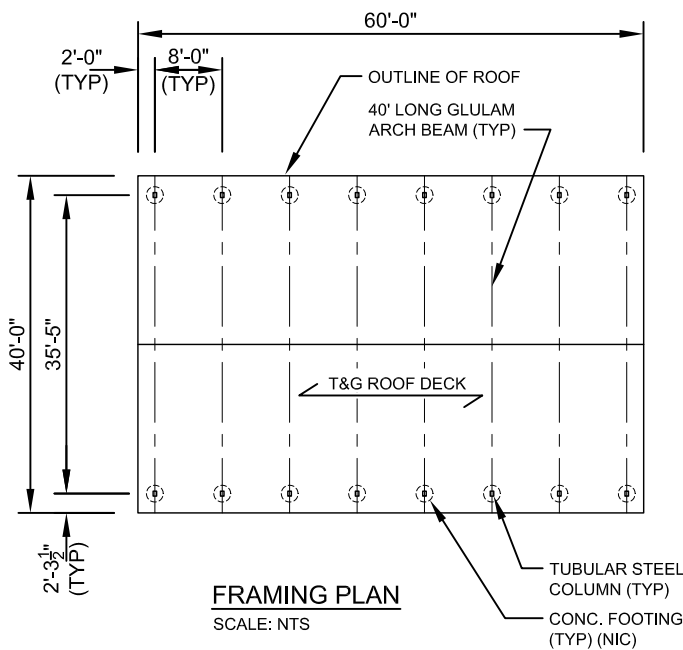 60'-0"
2'-0"
(TYP)
8'-0"
(TYP)
OUTLINE OF ROOF
40' LONG GLULAM
ARCH BEAM (TYP)
40'-0"
35'-5"
T&G ROOF DECK
2'-3½"
(TYP)
TUBULAR STEEL
COLUMN (TYP)
CONC. FOOTING
(TYP) (NIC)
FRAMING PLAN
SCALE: NTS